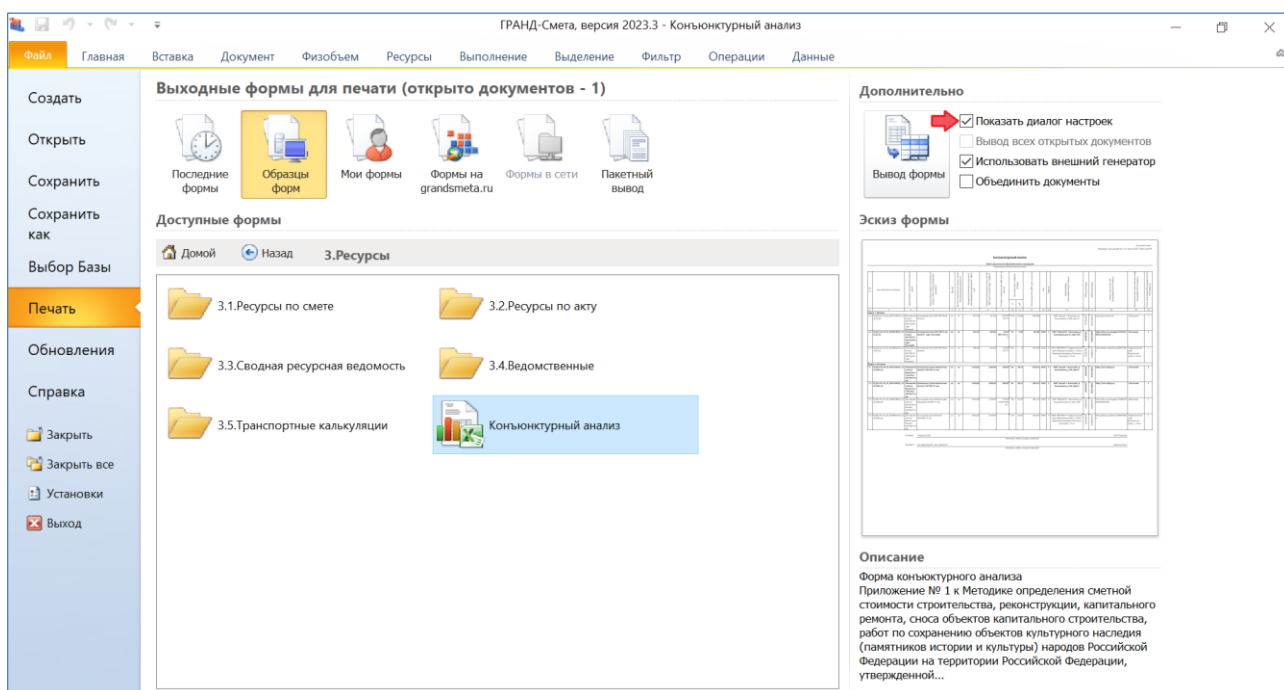 ГРАНД-Смета, версия 2023.3 - Конъюнктурный анализ
Файл Главная Вставка Документ Физобъем Ресурсы Выполнение Выделение Фильтр Операции Данные
Создать
Открыть
Сохранить
Сохранить
как
Выбор Базы
Печать
Обновления
Справка
Закрыть
Закрыть все
Установки
Выход
Выходные формы для печати (открыто документов - 1)
Последние
формы
Образцы
форм
Мои формы
Формы на
grandsmeta.ru
Формы в сети
Пакетный
вывод
Доступные формы
Домой Назад 3.Ресурсы
3.1.Ресурсы по смете
3.2.Ресурсы по акту
3.3.Сводная ресурсная ведомость
3.4.Ведомственные
3.5.Транспортные калькуляции
Конъюнктурный анализ
Дополнительно
Вывод формы
Показать диалог настроек
Вывод всех открытых документов
Использовать внешний генератор
Объединить документы
Эскиз формы
Описание
Форма конъюктурного анализа
Приложение № 1 к Методике определения сметной
стоимости строительства, реконструкции, капитального
ремонта, сноса объектов капитального строительства,
работ по сохранению объектов культурного наследия
(памятников истории и культуры) народов Российской
Федерации на территории Российской Федерации,
утвержденной...